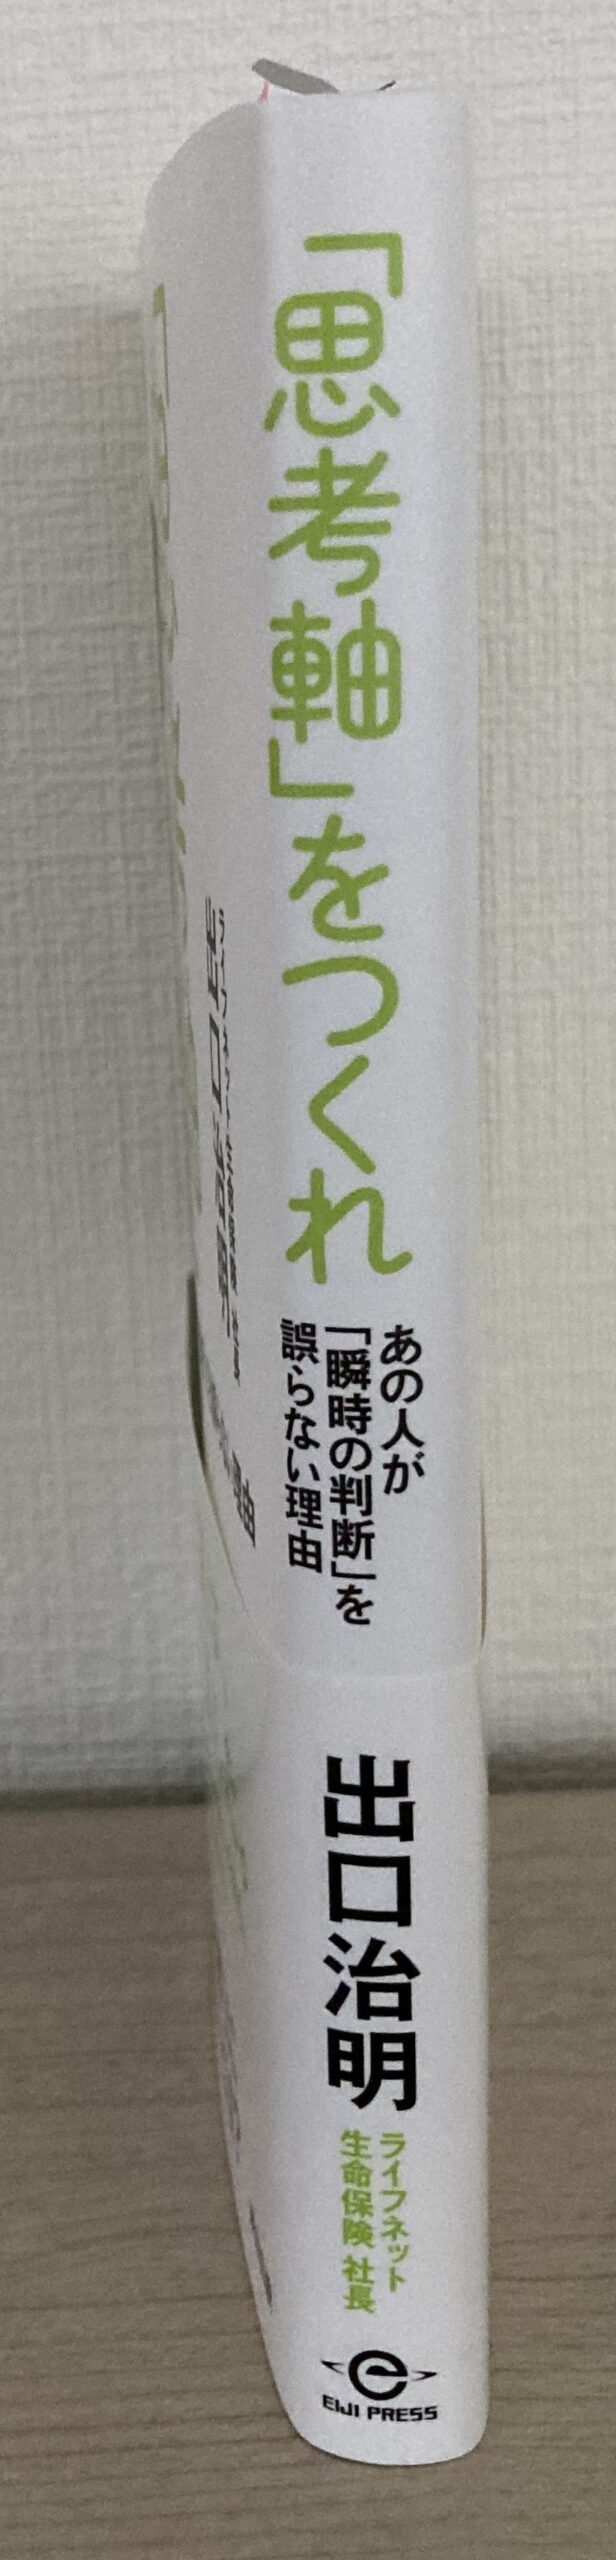 「思考軸」をつくれ
あの人が
「瞬時の判断」を
誤らない理由
出口治明
ライフネット
生命保険 社長
e
EIJI PRESS